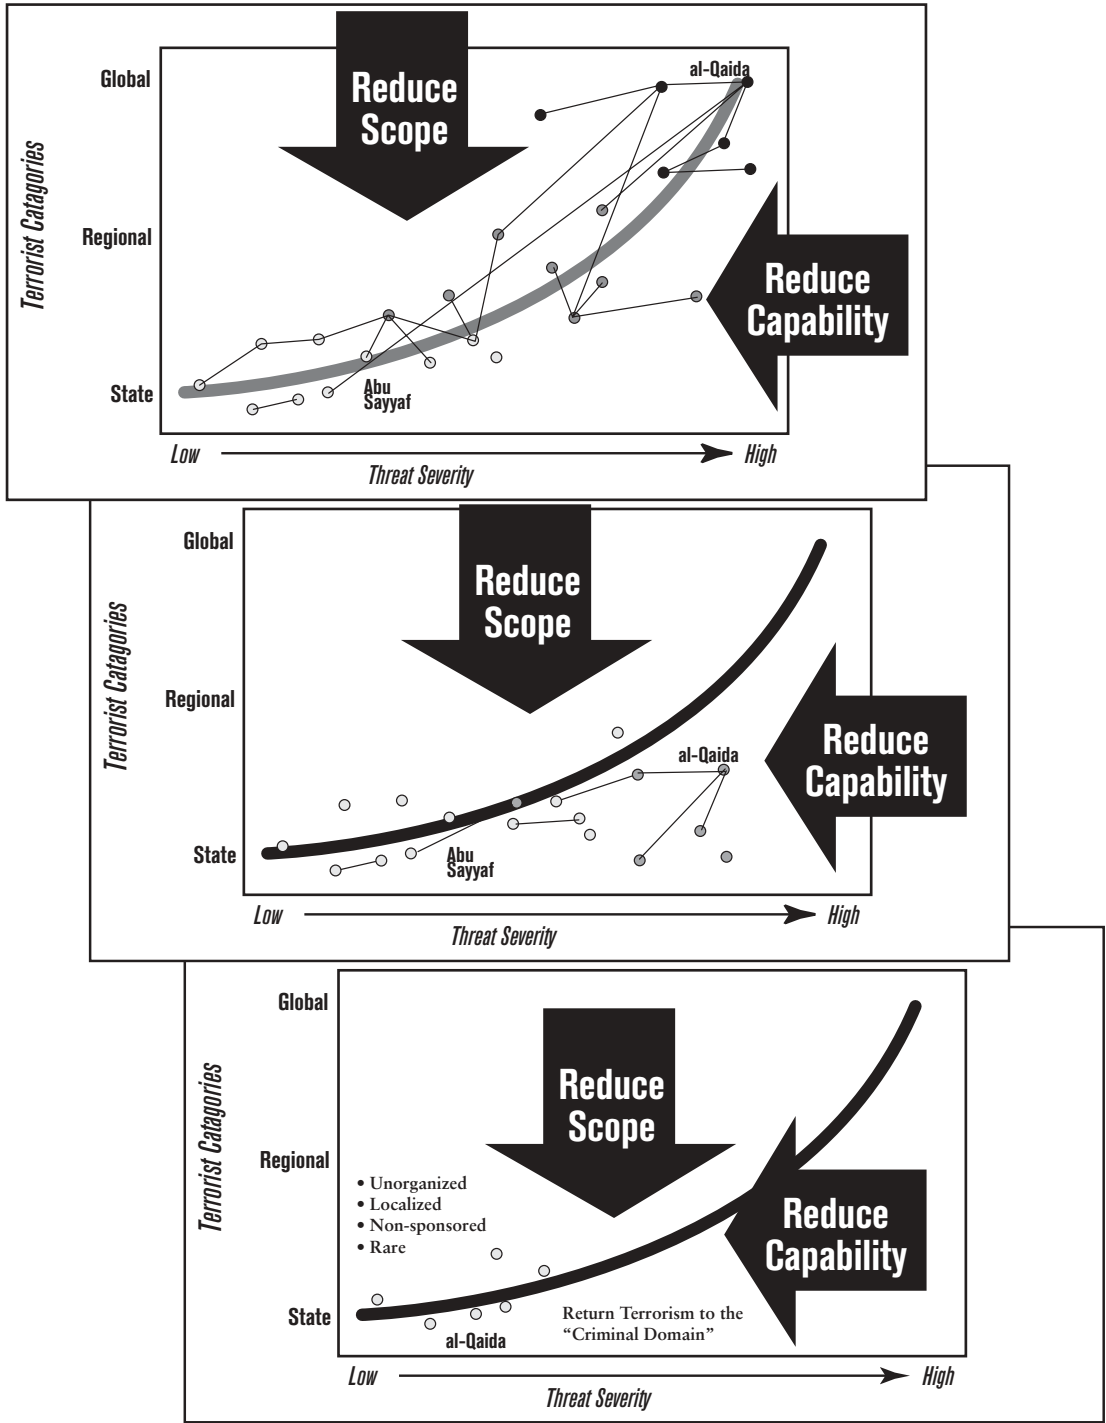 Reduce
Scope
al-Qaida
Global
Terrorist Catagories
Regional
Reduce
Capability
State
Abu
Sayyaf
Low
High
Threat Severity
Reduce
Scope
Global
Terrorist Catagories
Regional
al-Qaida
Reduce
Capability
State
Abu
Sayyaf
Low
High
Threat Severity
Global
Reduce
Scope
Terrorist Catagories
Regional
• Unorganized
• Localized
• Non-sponsored
• Rare
Reduce
Capability
State
Return Terrorism to the
“Criminal Domain”
al-Qaida
Low
High
Threat Severity